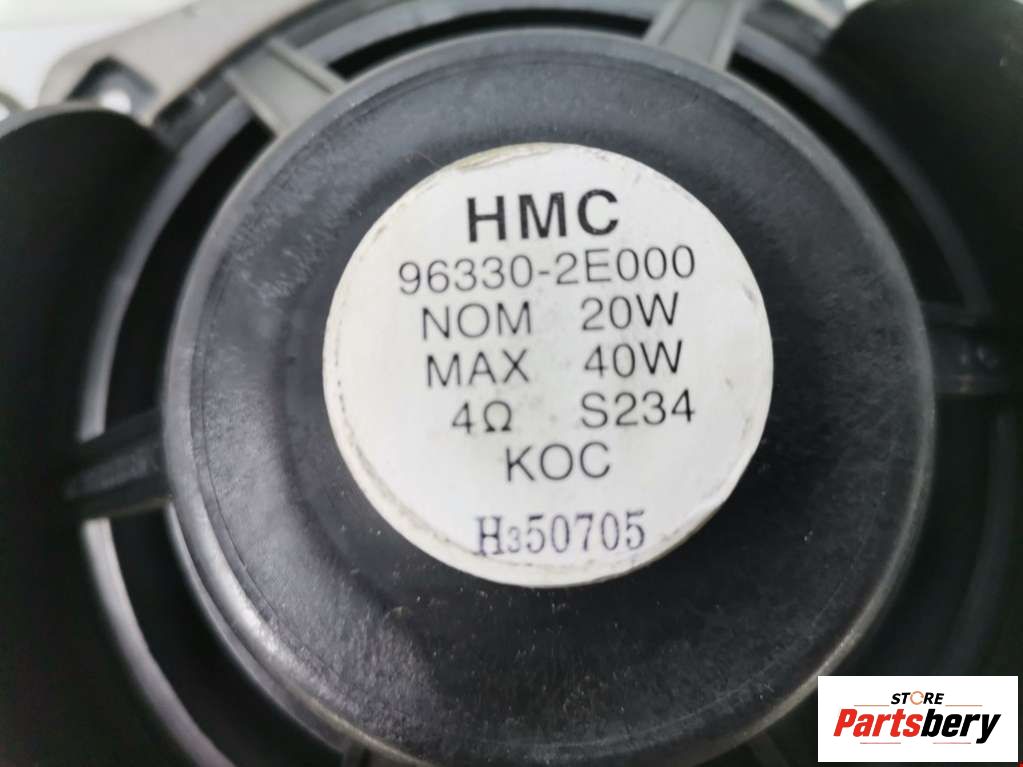 HMC
96330-2E000
NOM 20W
MAX 40W
4Ω S234
KOC
H350705
STORE
Partsbery